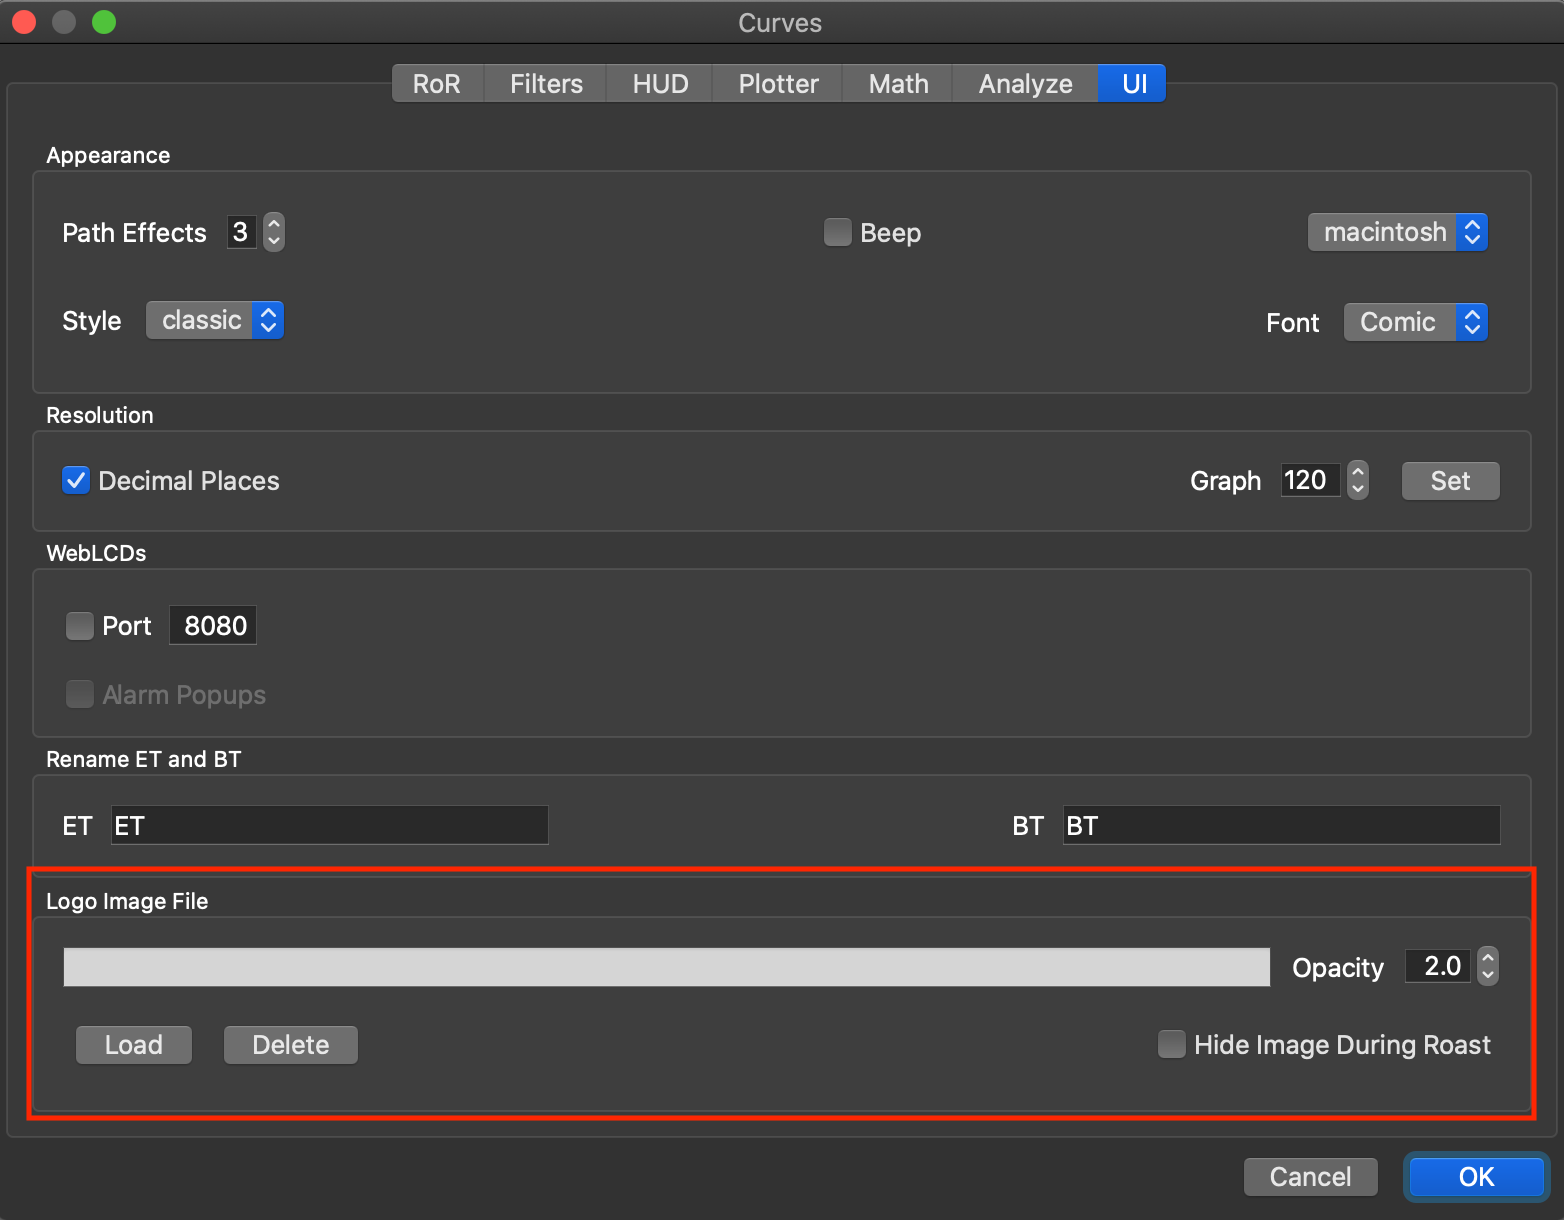 Curves
RoR Filters HUD Plotter Math Analyze UI
Appearance
Path Effects 3 Beep macintosh
Style classic Font Comic
Resolution
Decimal Places Graph 120 Set
WebLCDs
Port 8080
Alarm Popups
Rename ET and BT
ET ET BT BT
Logo Image File
Opacity 2.0
Load Delete Hide Image During Roast
Cancel OK